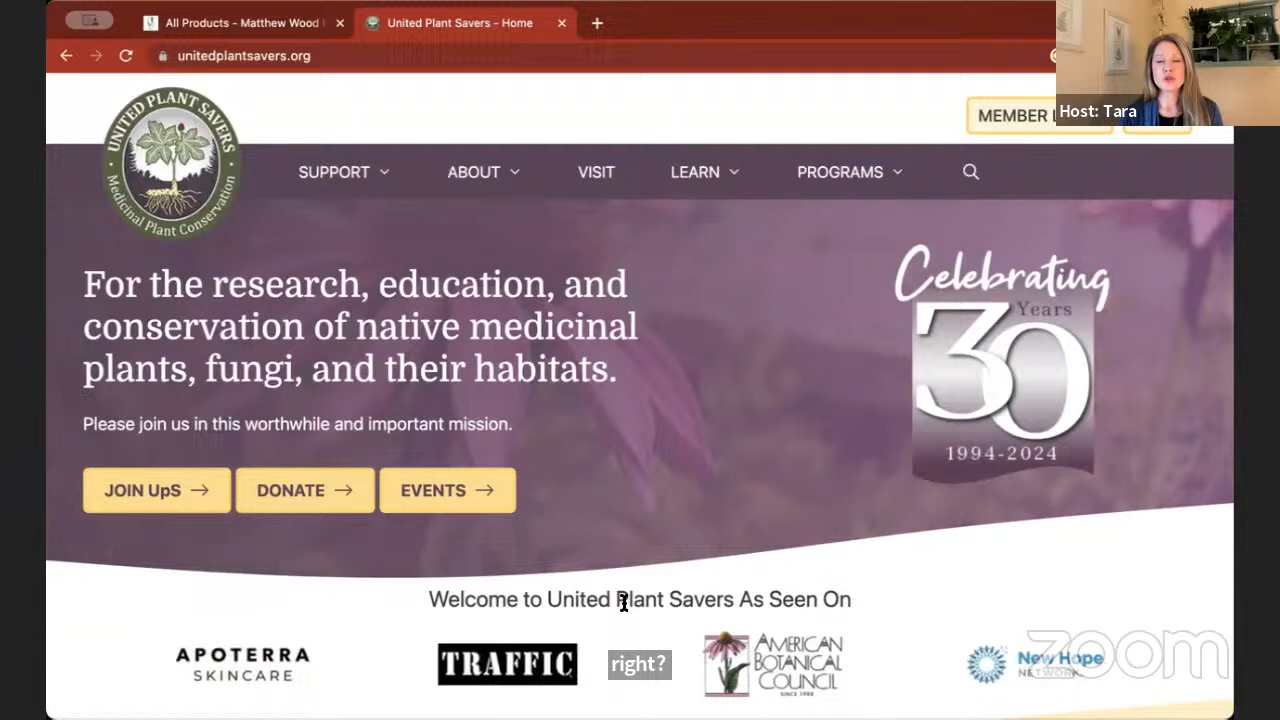 All Products - Matthew Wood
United Plant Savers - Home
unitedplantsavers.org
Host: Tara
MEMBER
UNITED PLANT SAVERS
Medicinal Plant Conservation
SUPPORT
ABOUT
VISIT
LEARN
PROGRAMS
For the research, education, and
conservation of native medicinal
plants, fungi, and their habitats.
Please join us in this worthwhile and important mission.
JOIN UpS →
DONATE →
EVENTS →
Celebrating
30
Years
1994-2024
Welcome to United Plant Savers As Seen On
APOTERRA
SKINCARE
TRAFFIC
right?
AMERICAN
BOTANICAL
COUNCIL
SINCE 1988
New Hope
NETWORK
zoom